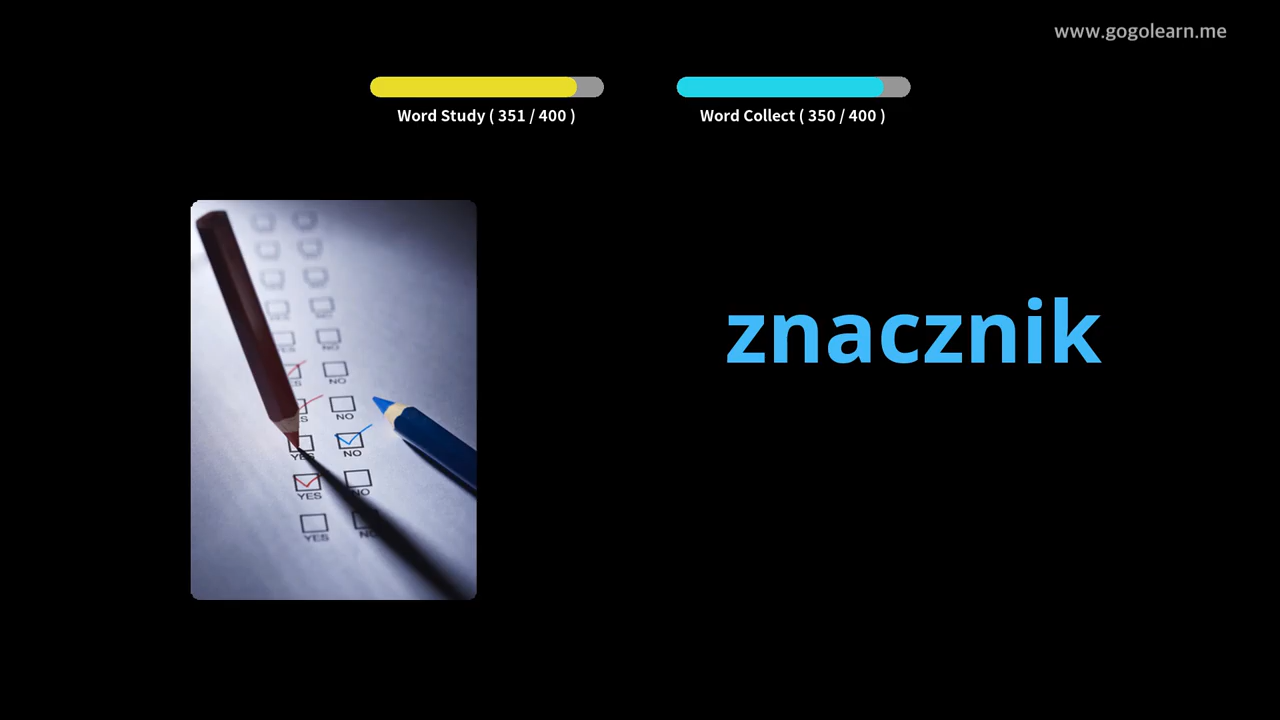 www.gogolearn.me
Word Study ( 351 / 400 )
Word Collect ( 350 / 400 )
znacznik
NO
NO
NO
YES
NO
YES
YES
NO